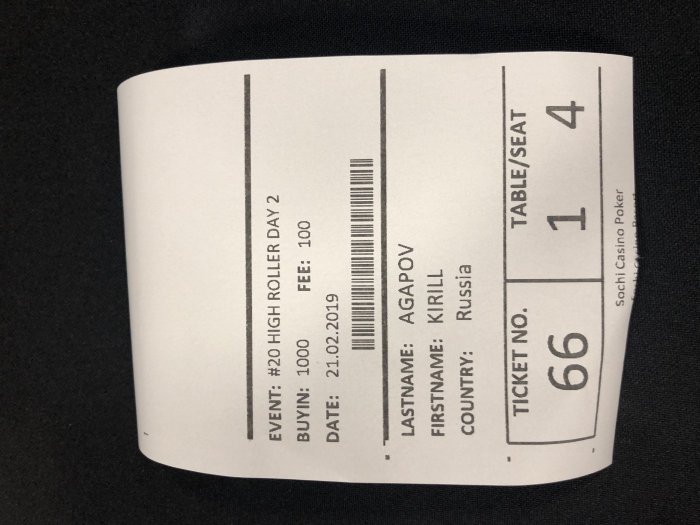 EVENT: #20 HIGH ROLLER DAY 2
BUYIN: 1000 FEE: 100
DATE: 21.02.2019
LASTNAME: AGAPOV
FIRSTNAME: KIRILL
COUNTRY: Russia
TICKET NO. TABLE/SEAT
66 1 4
Sochi Casino Poker